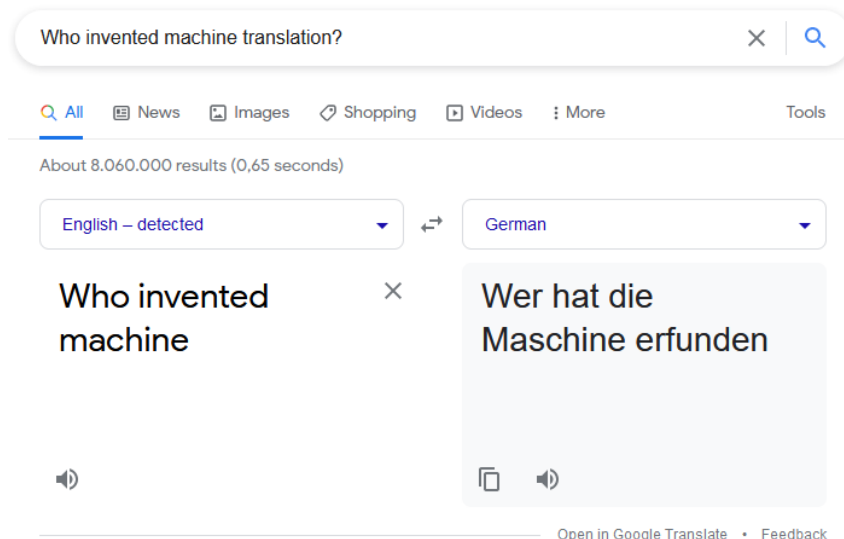 Who invented machine translation?
All News Images Shopping Videos More Tools
About 8.060.000 results (0,65 seconds)
English – detected German
Who invented
machine
Wer hat die
Maschine erfunden
Open in Google Translate • Feedback